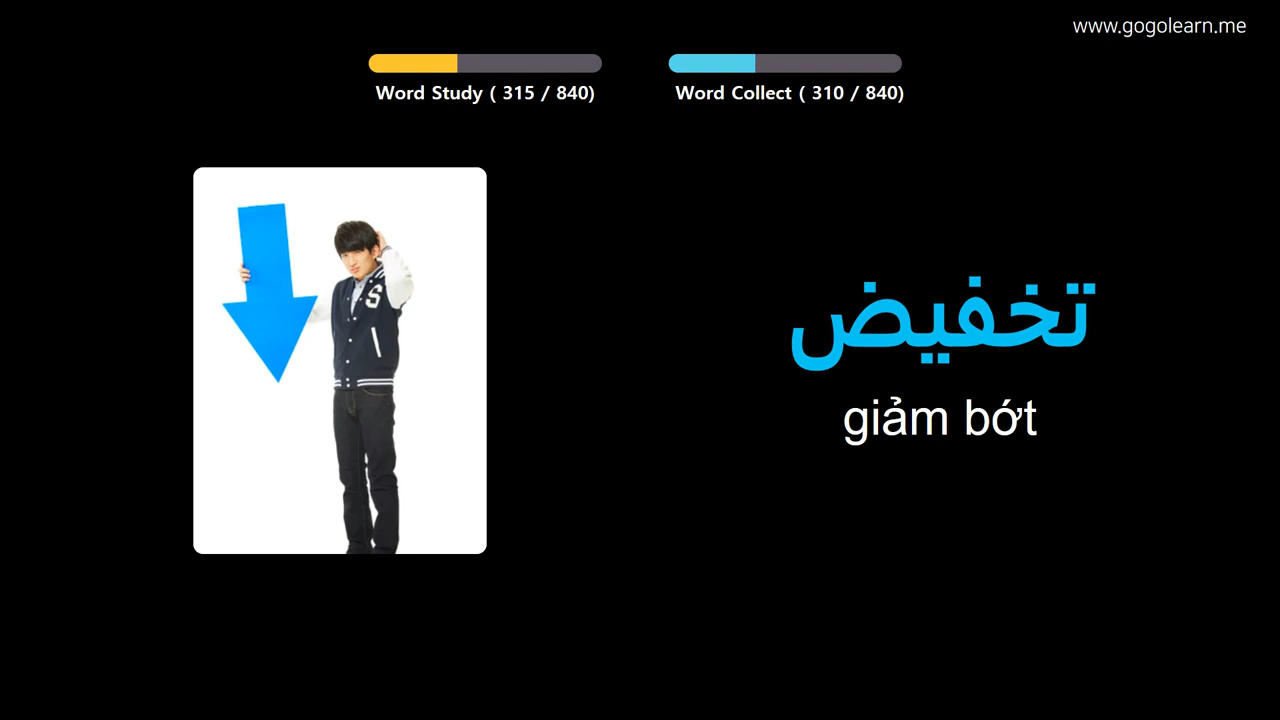 www.gogolearn.me
Word Study ( 315 / 840)
Word Collect ( 310 / 840)
S
تخفيض
giảm bớt